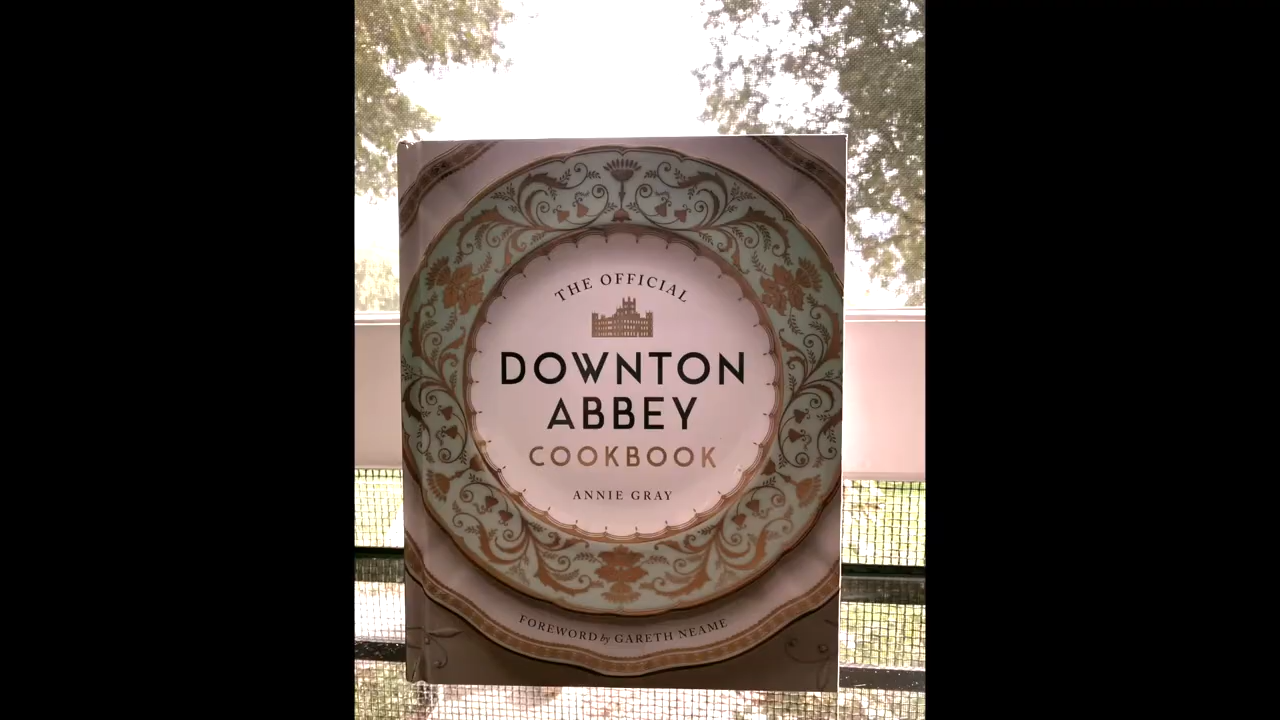 THE OFFICIAL
DOWNTON
ABBEY
COOKBOOK
ANNIE GRAY
FOREWORD by GARETH NEAME